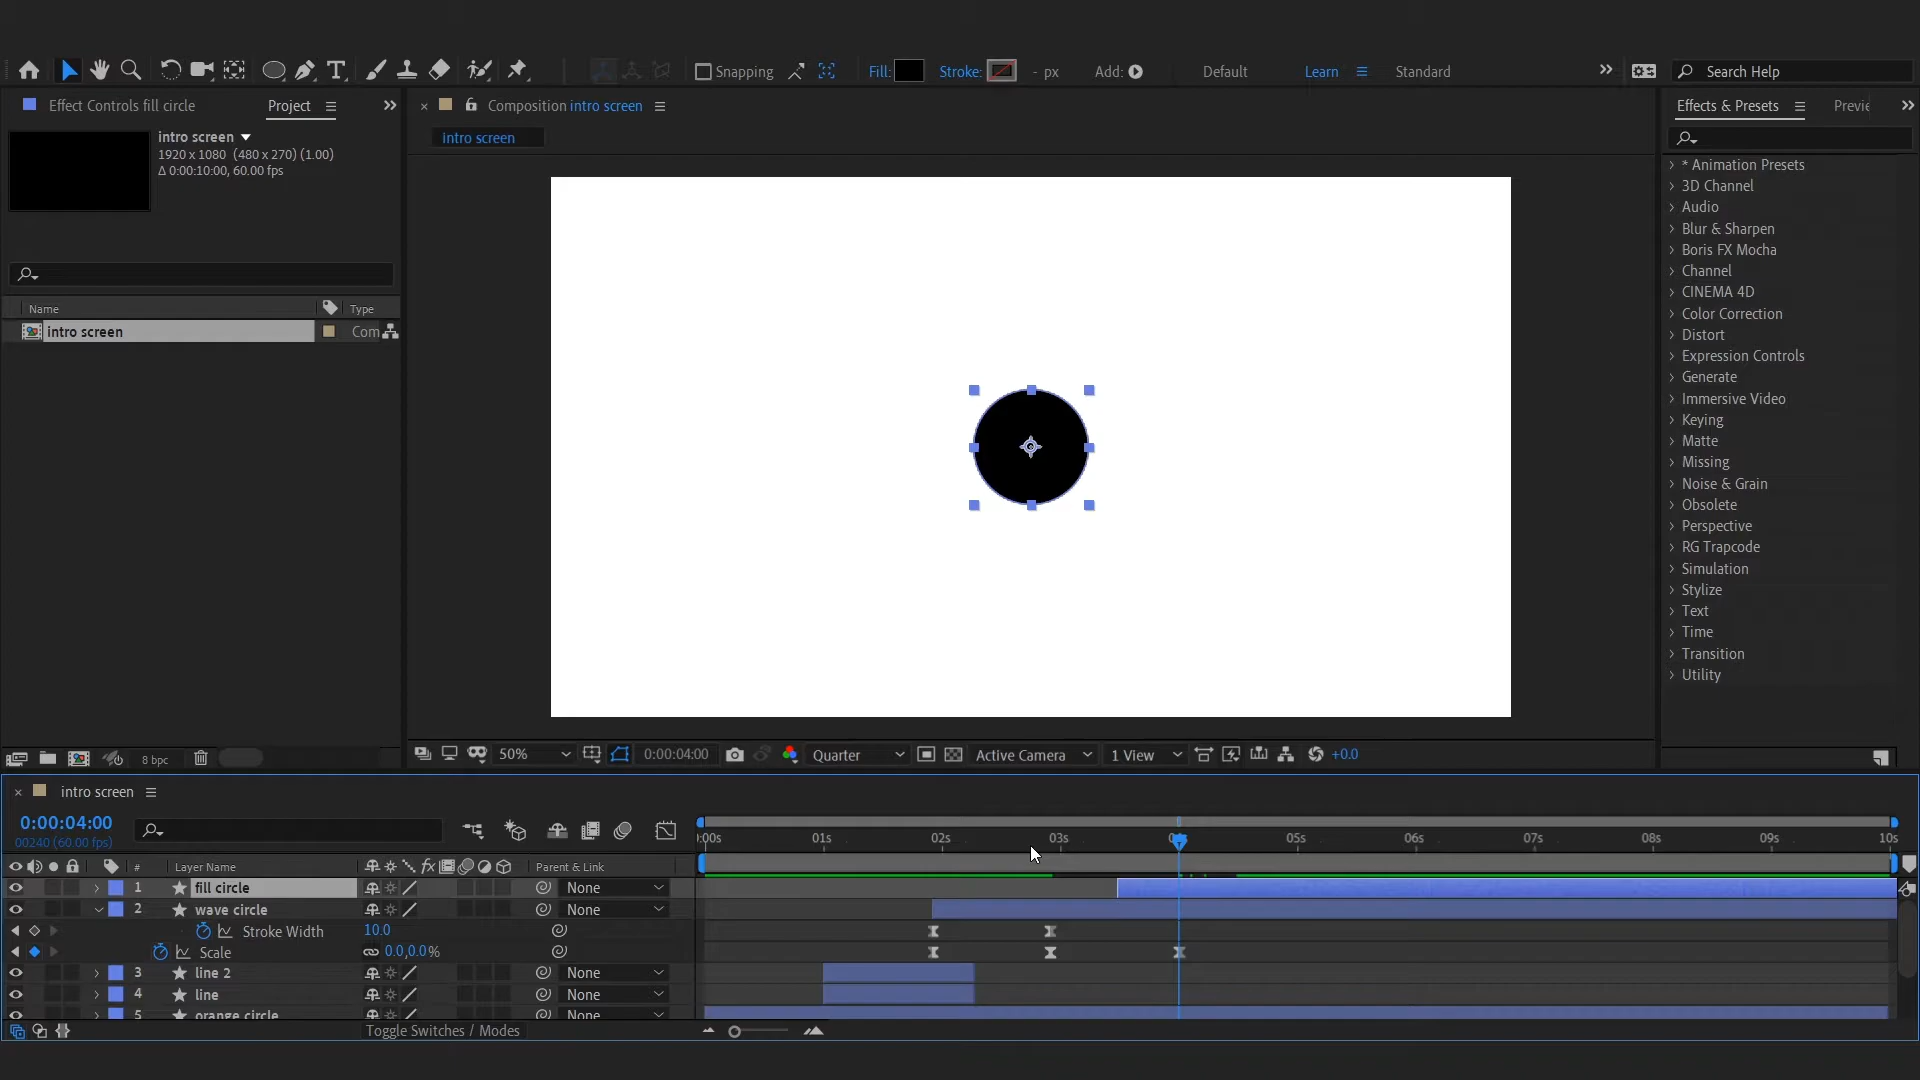 Snapping
Fill:
Stroke:
- px
Add:
Default
Learn
Standard
Search Help
Effect Controls fill circle
Project
Composition intro screen
Effects & Presets
Previe
intro screen
1920 x 1080 (480 x 270) (1.00)
Δ 0:00:10:00, 60.00 fps
intro screen
Name
Type
intro screen
Com
* Animation Presets
3D Channel
Audio
Blur & Sharpen
Boris FX Mocha
Channel
CINEMA 4D
Color Correction
Distort
Expression Controls
Generate
Immersive Video
Keying
Matte
Missing
Noise & Grain
Obsolete
Perspective
RG Trapcode
Simulation
Stylize
Text
Time
Transition
Utility
8 bpc
50%
0:00:04:00
Quarter
Active Camera
1 View
+0.0
intro screen
0:00:04:00
00240 (60.00 fps)
:00s
01s
02s
03s
05s
06s
07s
08s
09s
10s
#
Layer Name
fx
Parent & Link
1
fill circle
None
2
wave circle
None
Stroke Width
10.0
Scale
0.0,0.0%
3
line 2
None
4
line
None
5
orange circle
None
Toggle Switches / Modes